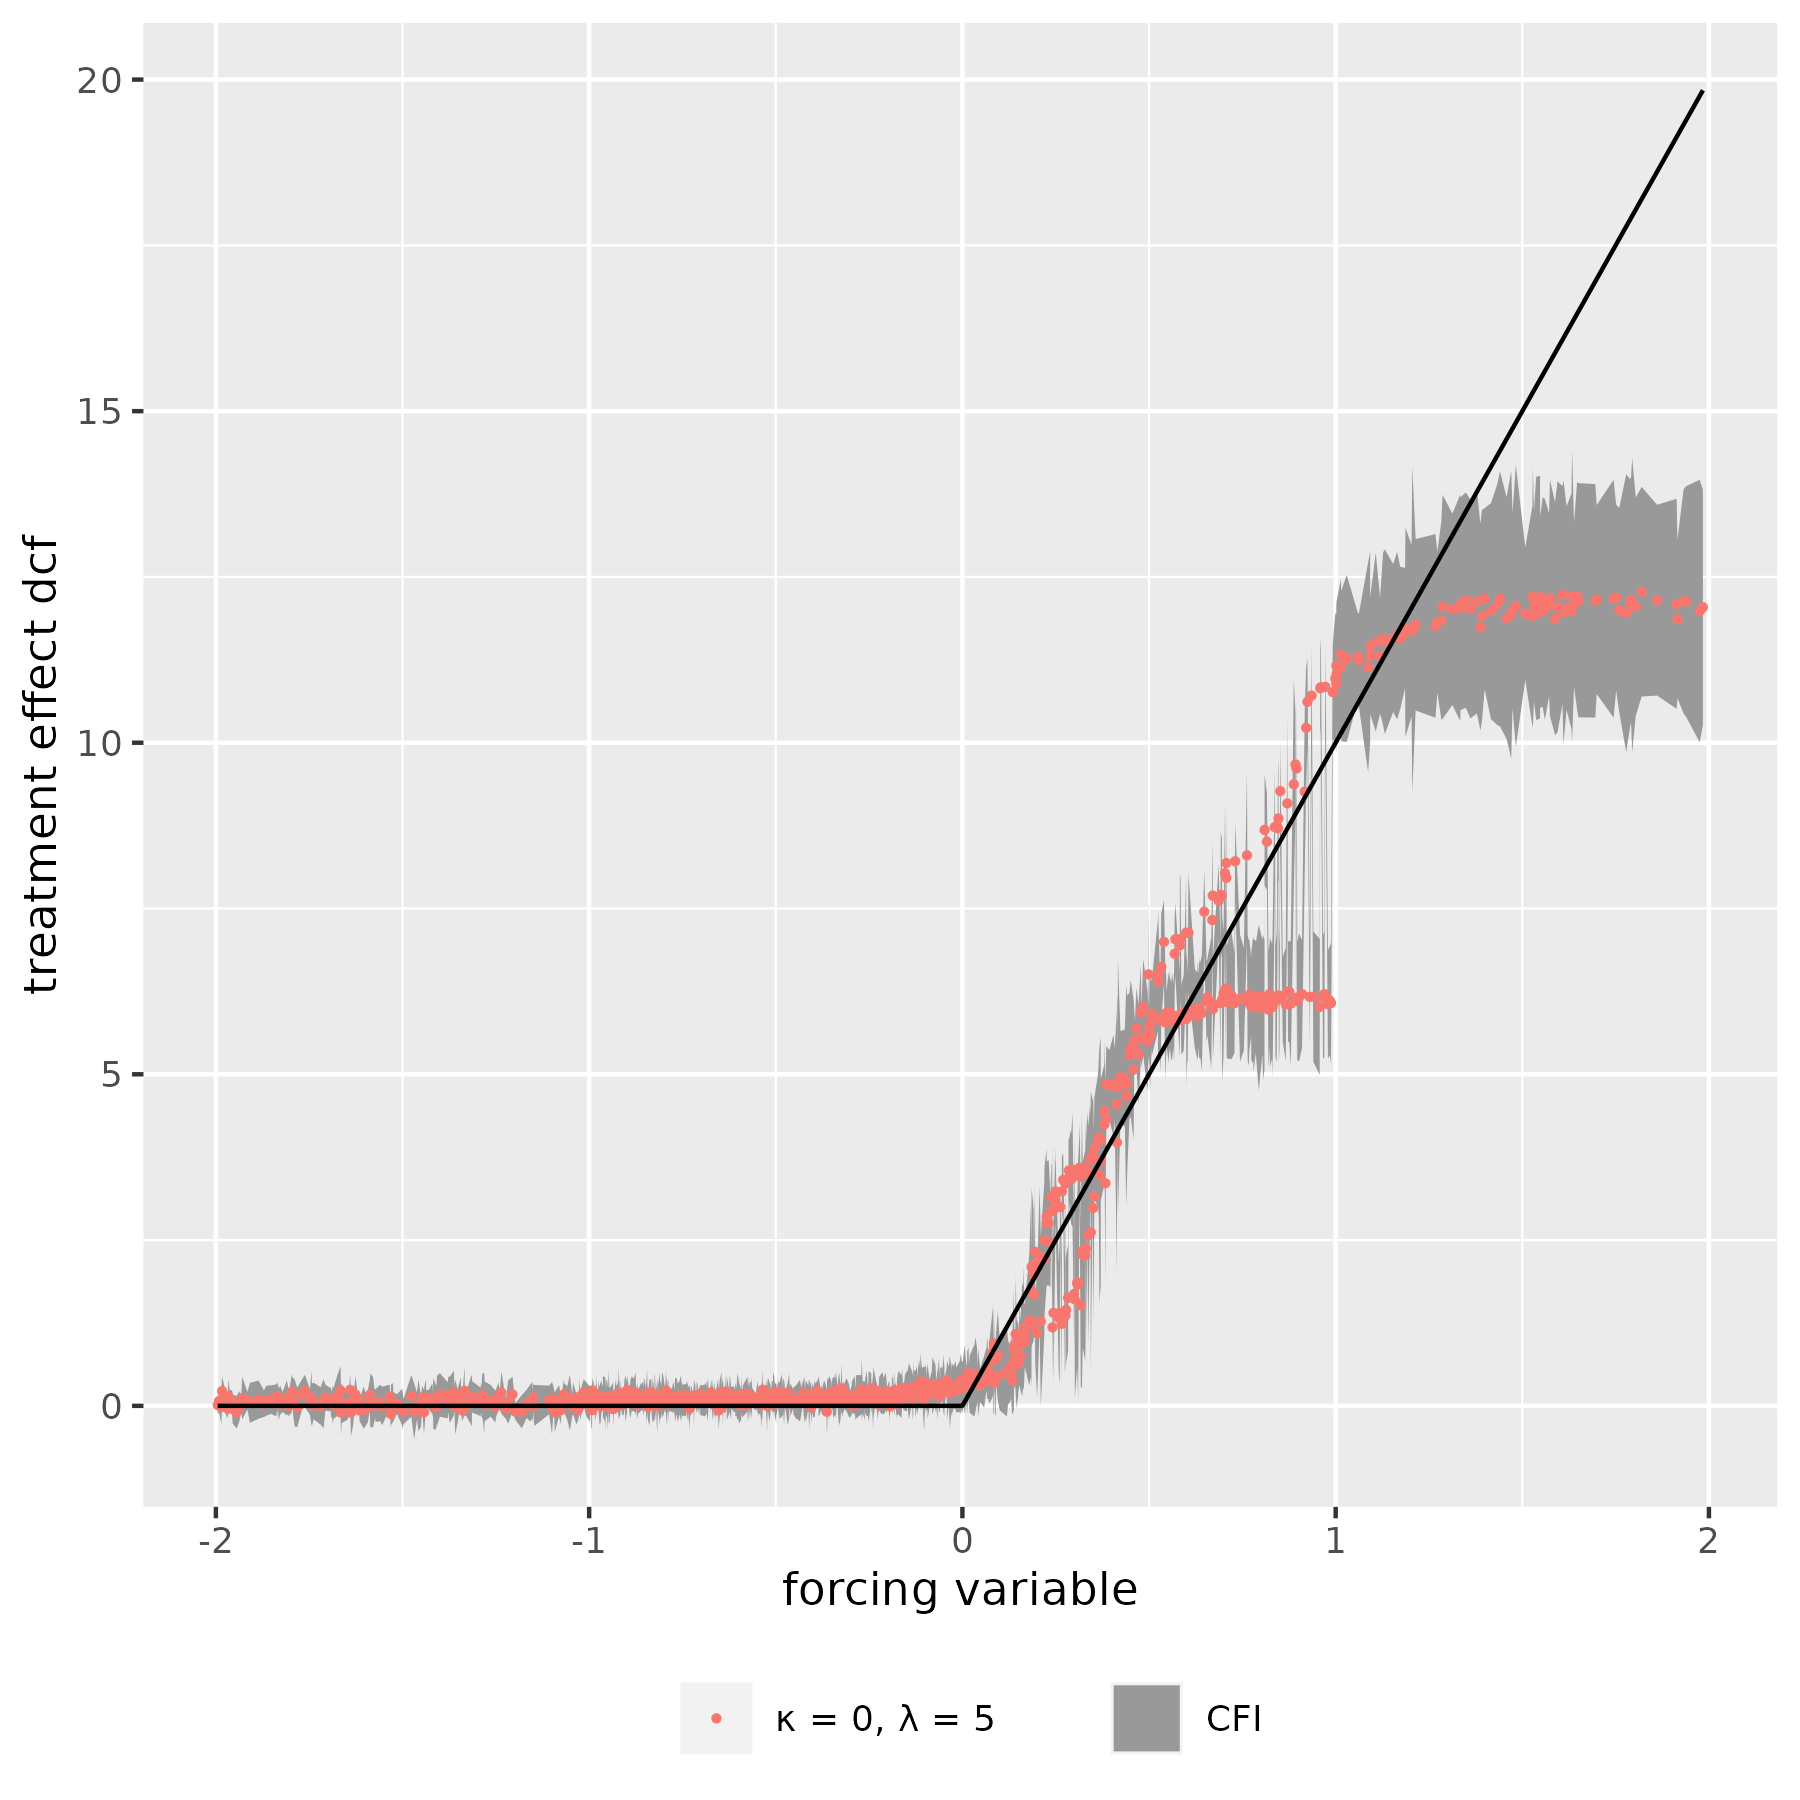 treatment effect dcf
20
15
10
5
0
-2 -1 0 1 2
forcing variable
κ = 0, λ = 5 CFI